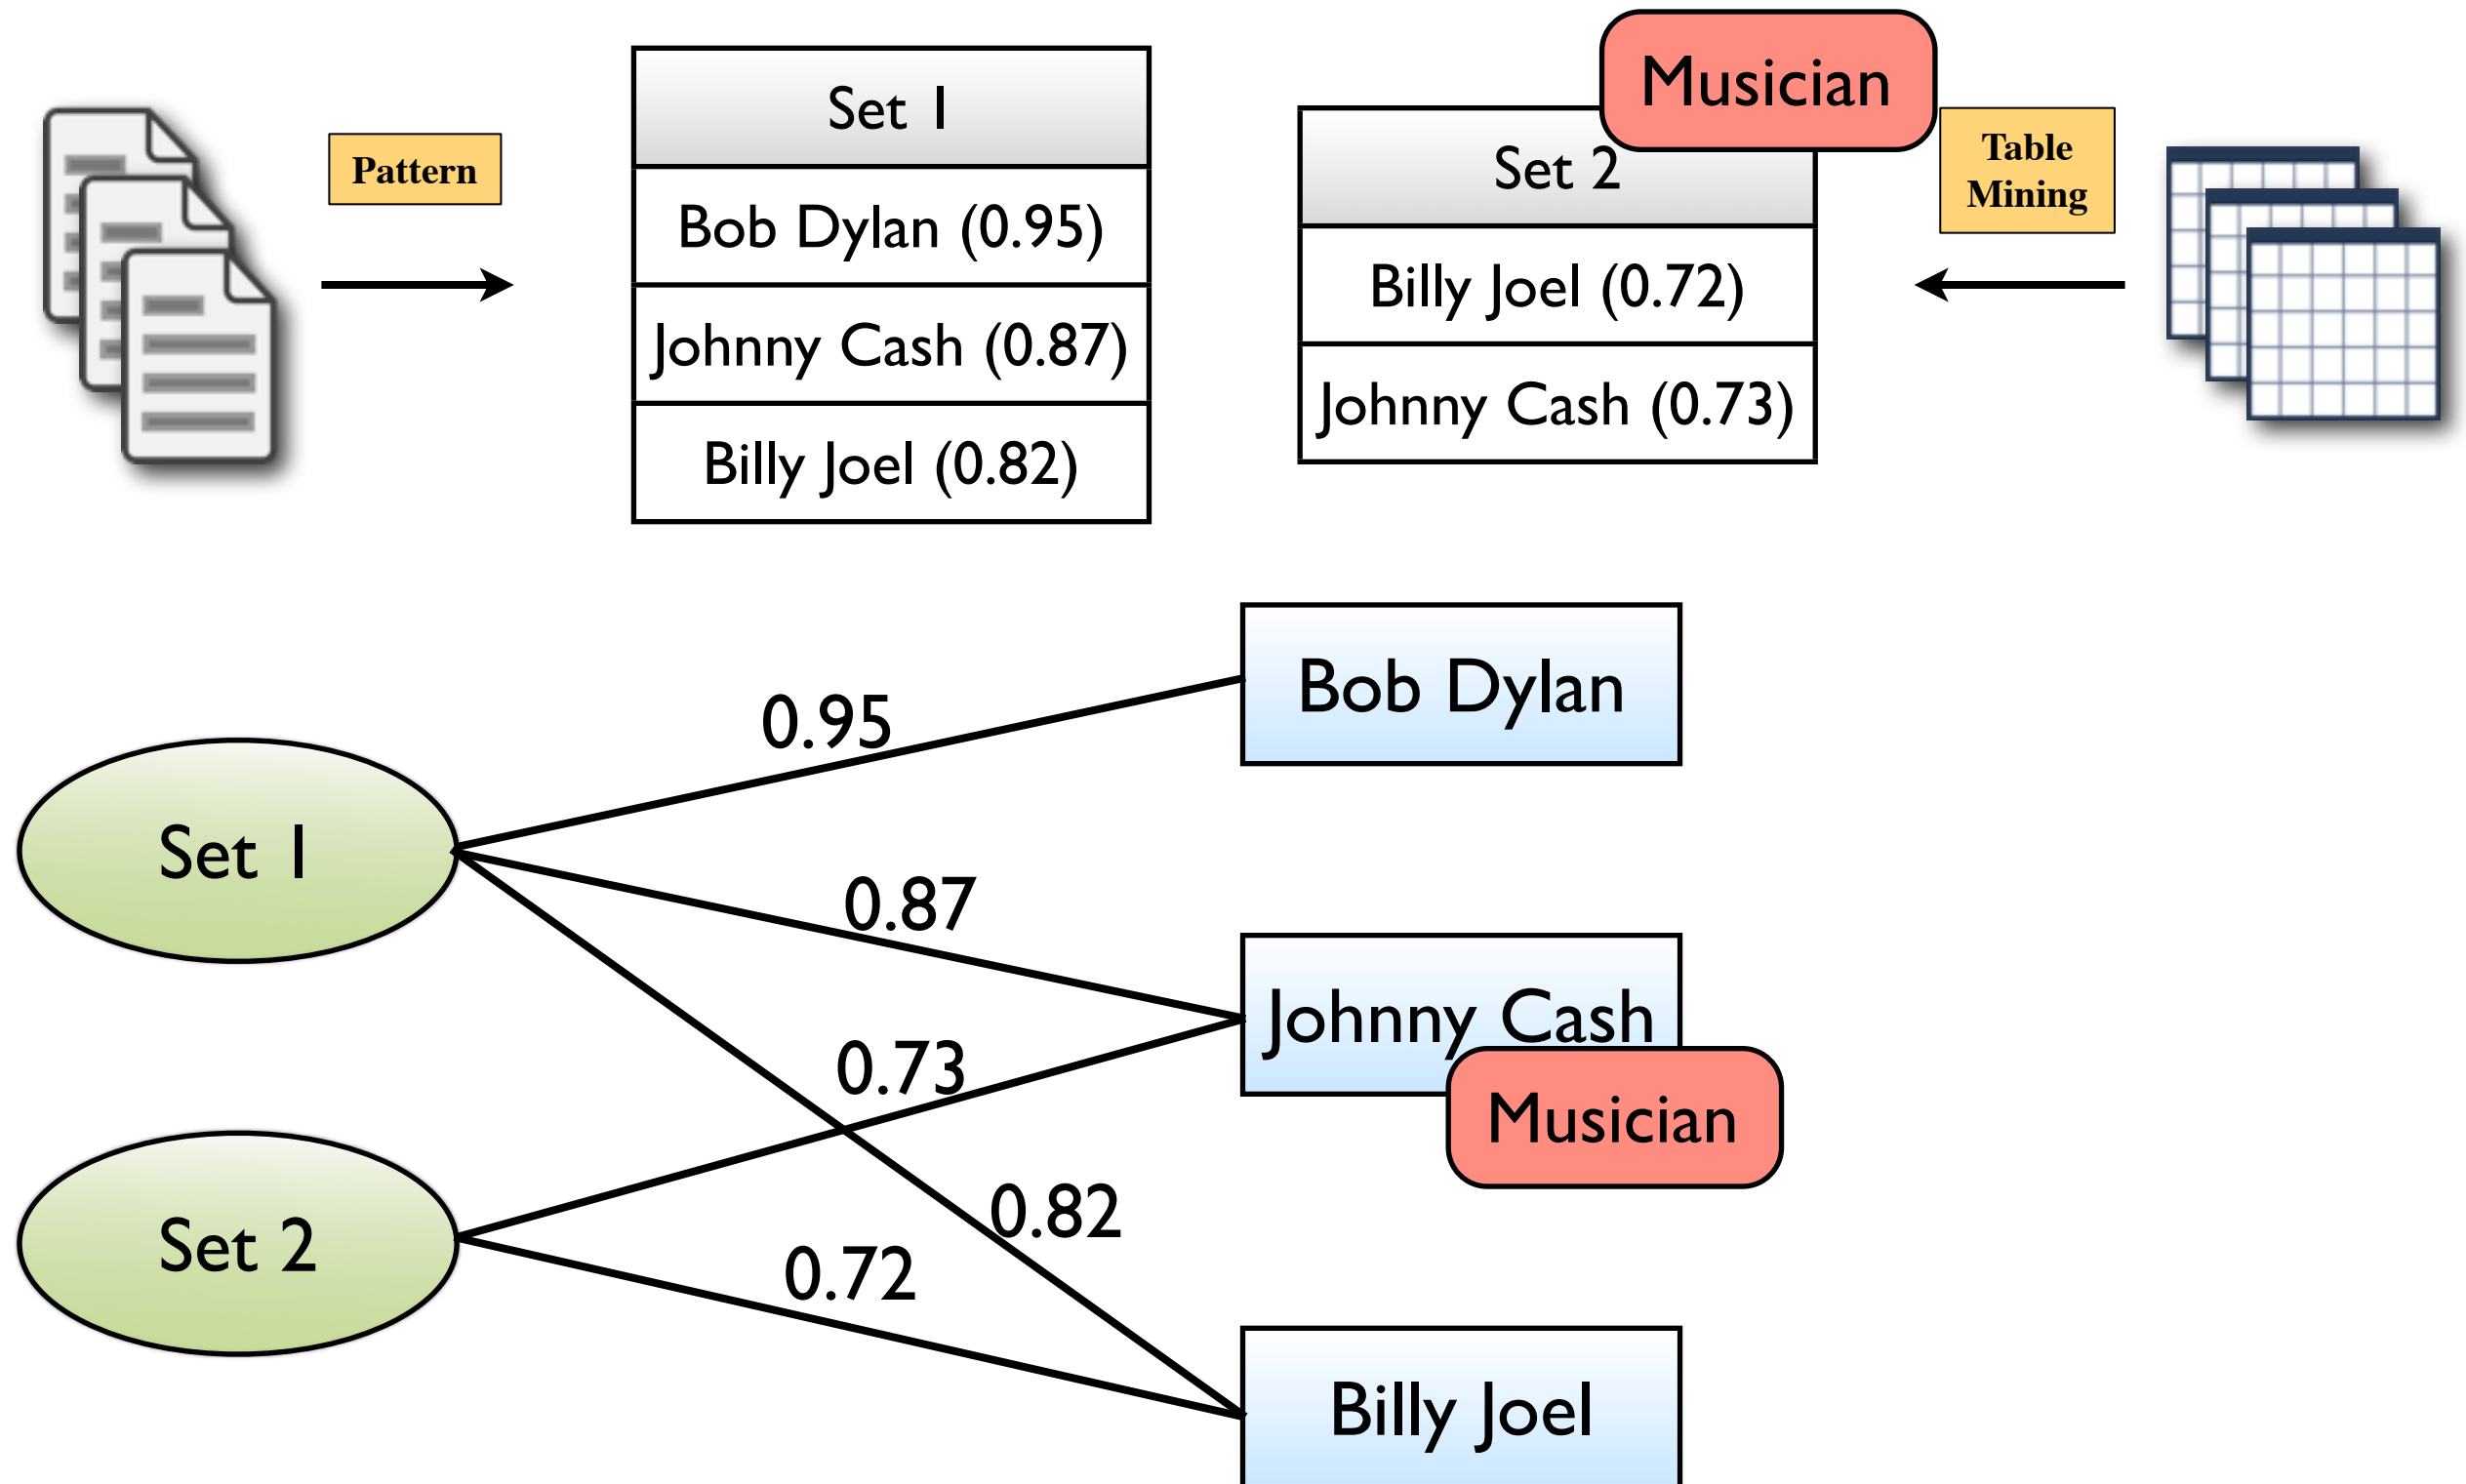 Pattern
Set 1
Bob Dylan (0.95)
Johnny Cash (0.87)
Billy Joel (0.82)
Musician
Set 2
Billy Joel (0.72)
Johnny Cash (0.73)
Table
Mining
Set 1
Set 2
0.95
0.87
0.73
0.82
0.72
Bob Dylan
Johnny Cash
Musician
Billy Joel